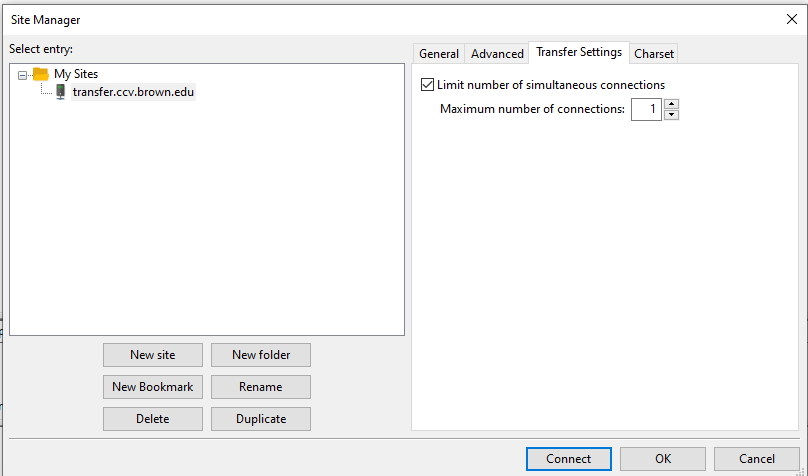 Site Manager
Select entry:
My Sites
transfer.ccv.brown.edu
General
Advanced
Transfer Settings
Charset
Limit number of simultaneous connections
Maximum number of connections: 1
New site
New folder
New Bookmark
Rename
Delete
Duplicate
Connect
OK
Cancel